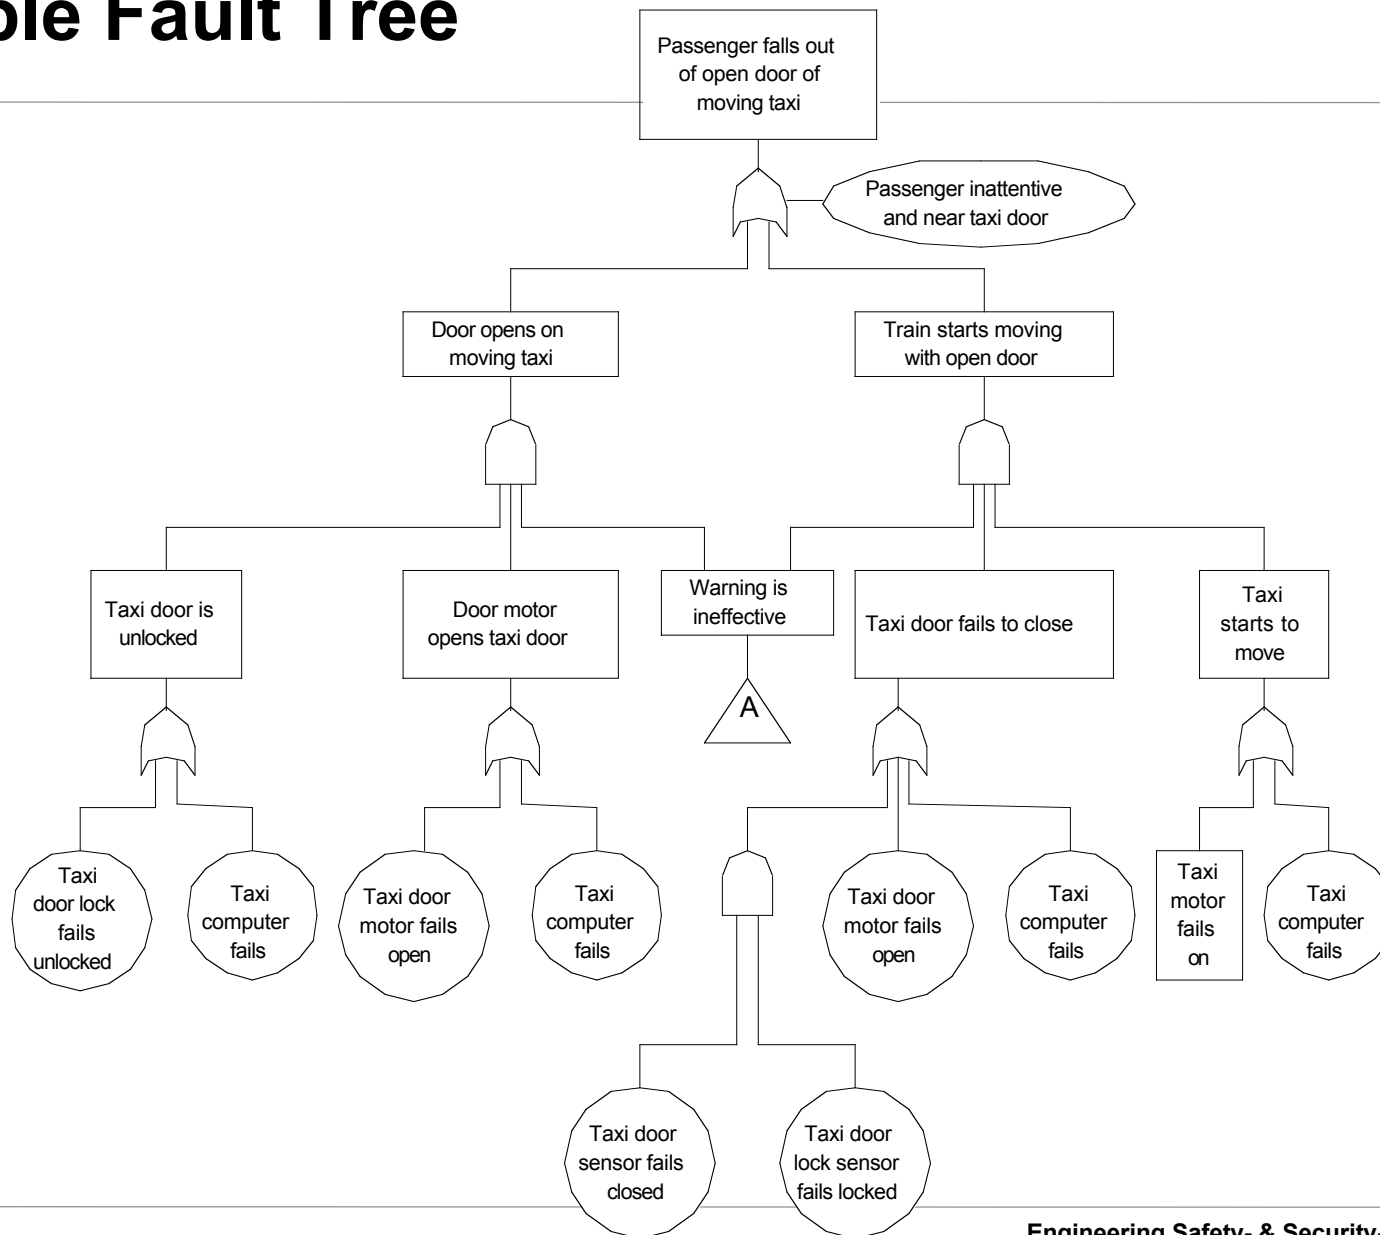 ple Fault Tree
Passenger falls out
of open door of
moving taxi
Passenger inattentive
and near taxi door
Door opens on
moving taxi
Train starts moving
with open door
Taxi door is
unlocked
Door motor
opens taxi door
Warning is
ineffective
Taxi door fails to close
Taxi
starts to
move
A
Taxi
door lock
fails
unlocked
Taxi
computer
fails
Taxi door
motor fails
open
Taxi
computer
fails
Taxi door
motor fails
open
Taxi
computer
fails
Taxi
motor
fails
on
Taxi
computer
fails
Taxi door
sensor fails
closed
Taxi door
lock sensor
fails locked
Engineering Safety- & Security-